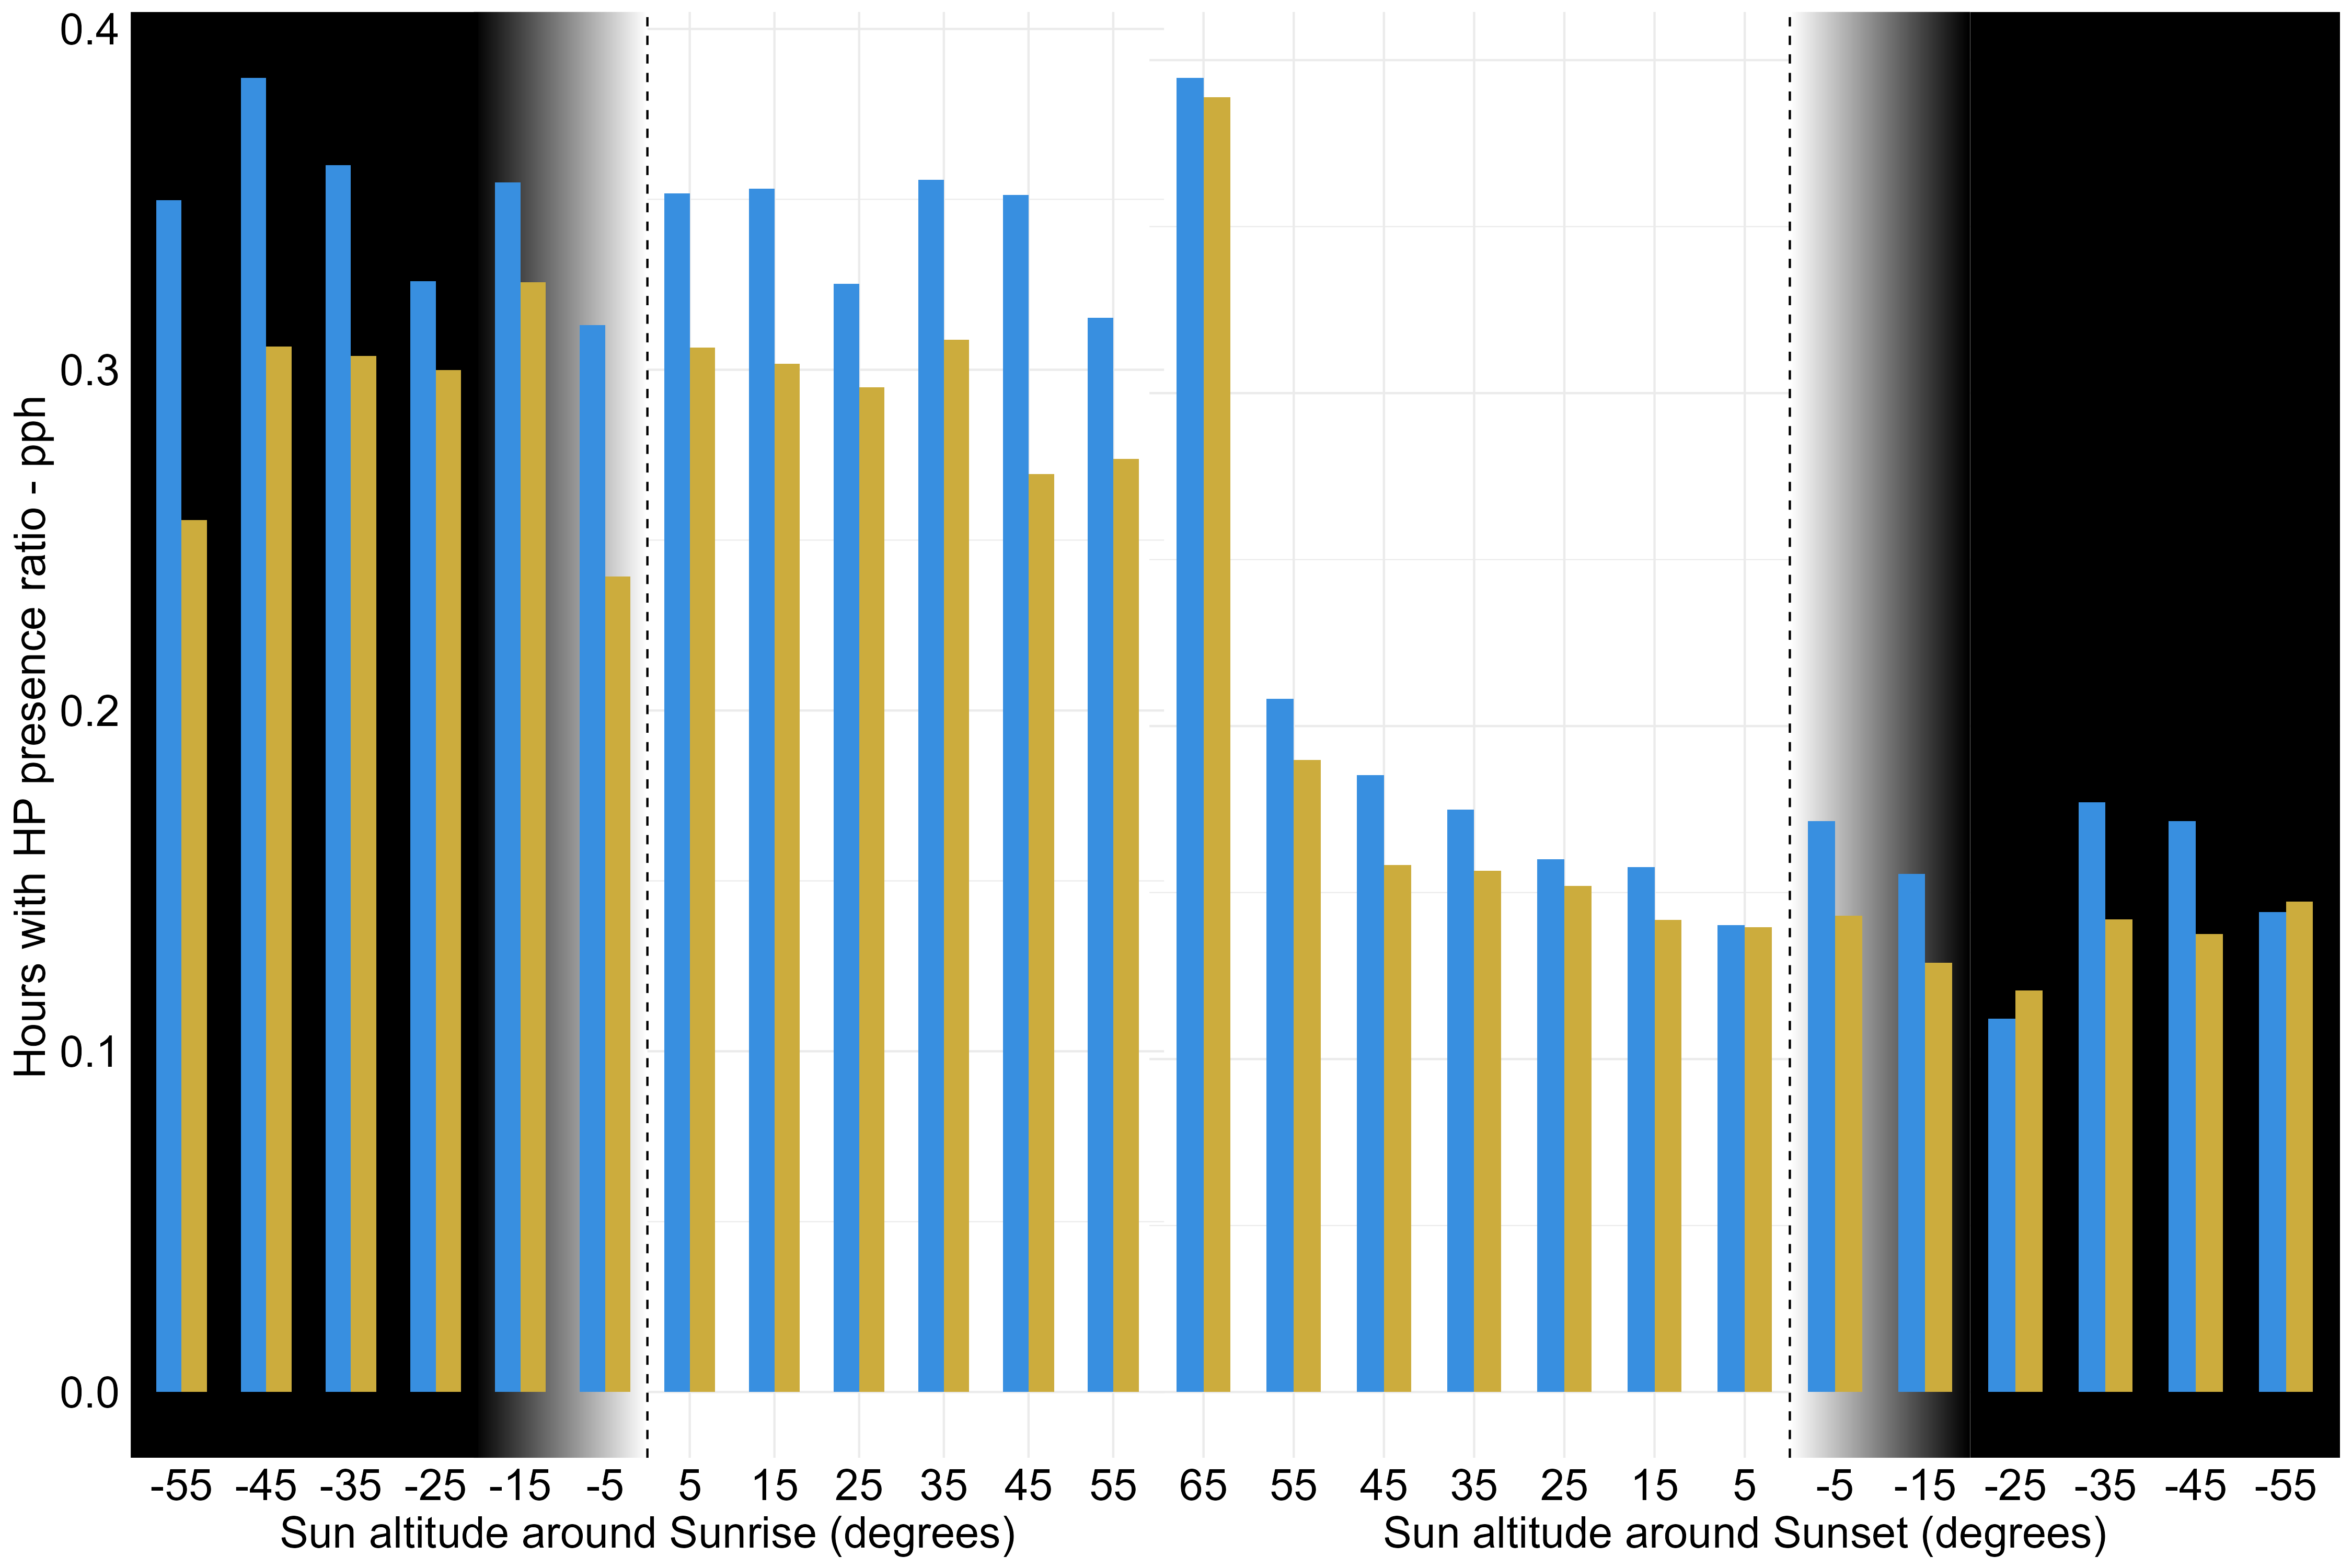 Hours with HP presence ratio - pph
0.4
0.3
0.2
0.1
0.0
-55 -45 -35 -25 -15 -5 5 15 25 35 45 55 65 55 45 35 25 15 5 -5 -15 -25 -35 -45 -55
Sun altitude around Sunrise (degrees) Sun altitude around Sunset (degrees)